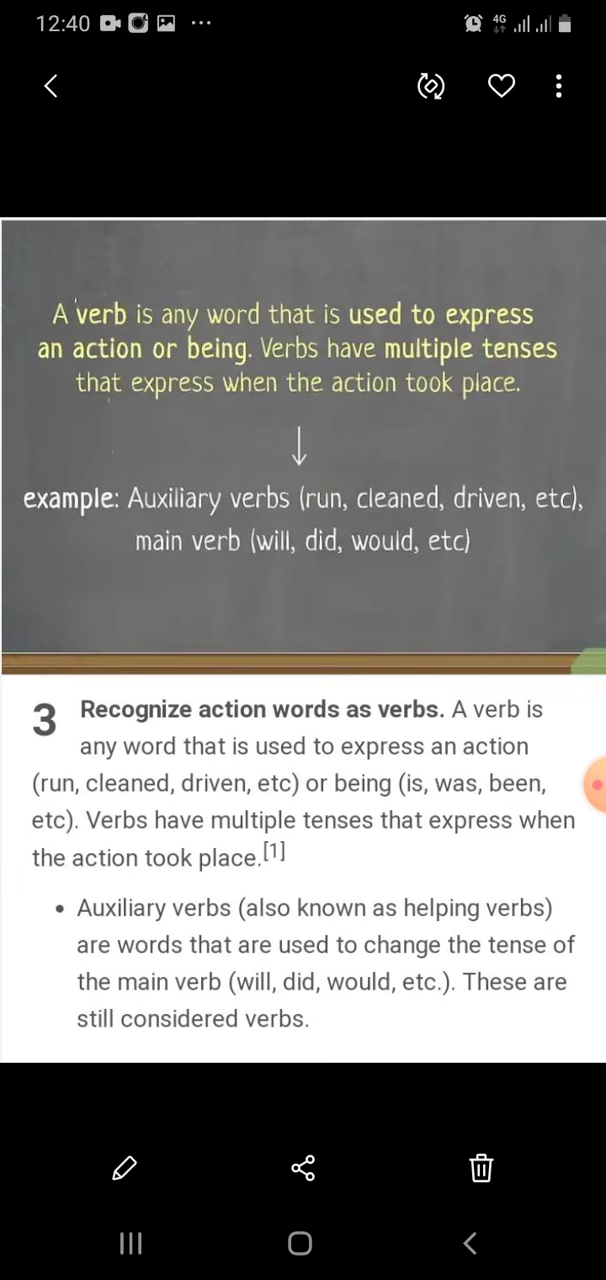 12:40
4G
A verb is any word that is used to express
an action or being. Verbs have multiple tenses
that express when the action took place.
example: Auxiliary verbs (run, cleaned, driven, etc),
main verb (will, did, would, etc)
3 Recognize action words as verbs. A verb is
any word that is used to express an action
(run, cleaned, driven, etc) or being (is, was, been,
etc). Verbs have multiple tenses that express when
the action took place.[1]
• Auxiliary verbs (also known as helping verbs)
are words that are used to change the tense of
the main verb (will, did, would, etc.). These are
still considered verbs.